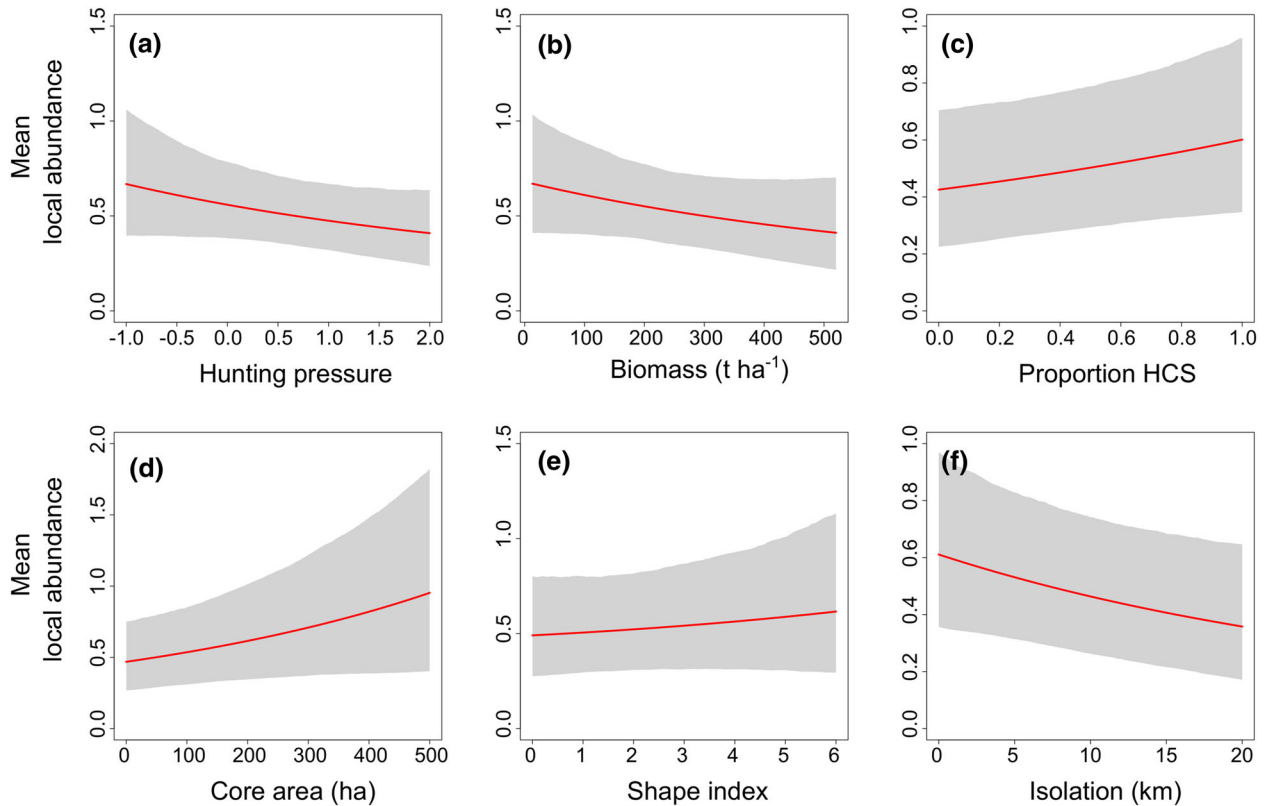 (a)
Mean
local abundance
0.0 0.5 1.0 1.5
-1.0 -0.5 0.0 0.5 1.0 1.5 2.0
Hunting pressure
(b)
0.0 0.5 1.0 1.5
0 100 200 300 400 500
Biomass (t ha⁻¹)
(c)
0.0 0.2 0.4 0.6 0.8 1.0
0.0 0.2 0.4 0.6 0.8 1.0
Proportion HCS
(d)
Mean
local abundance
0.0 0.5 1.0 1.5 2.0
0 100 200 300 400 500
Core area (ha)
(e)
0.0 0.5 1.0 1.5
0 1 2 3 4 5 6
Shape index
(f)
0.0 0.2 0.4 0.6 0.8 1.0
0 5 10 15 20
Isolation (km)